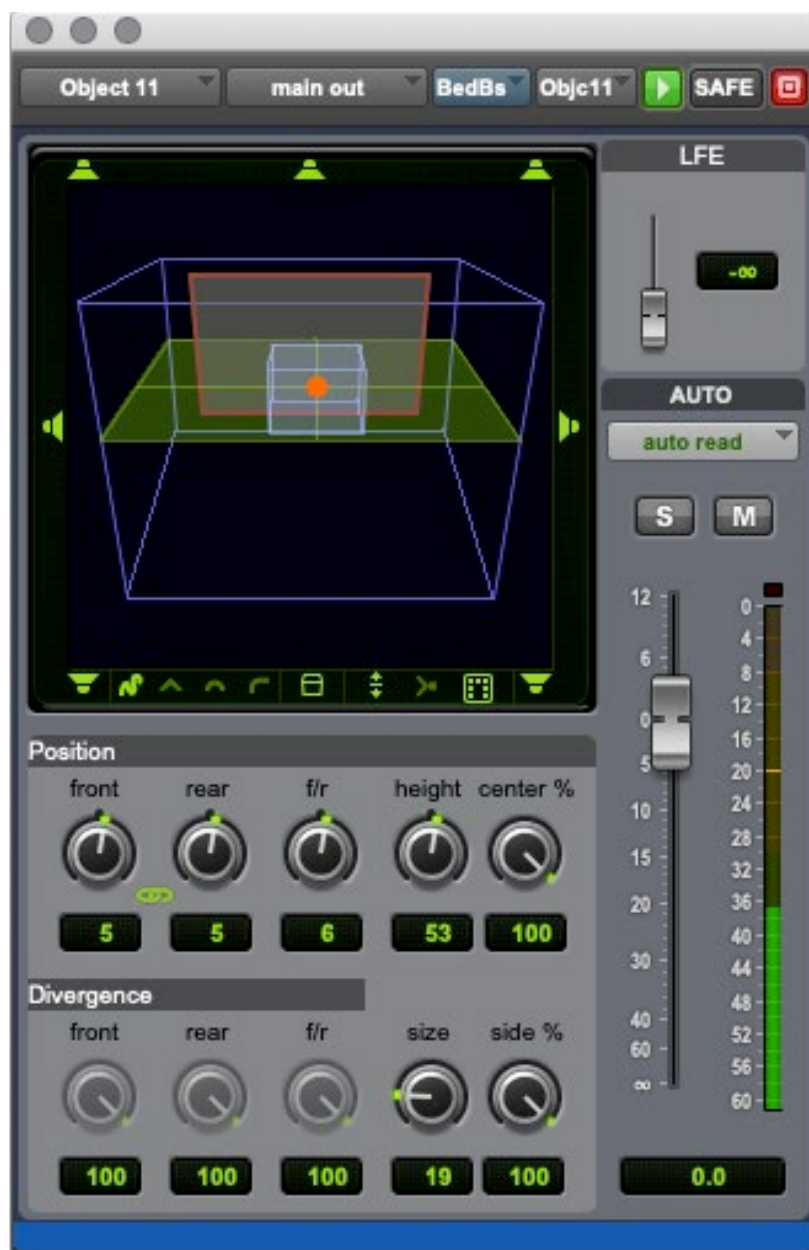 Object 11 main out BedBs Objc11 SAFE
LFE
-∞
AUTO
auto read
S M
12
6
0
5
10
15
20
30
40
60
∞
0
4
8
12
16
20
24
28
32
36
40
44
48
52
56
60
0.0
Position
front rear f/r height center %
5 5 6 53 100
Divergence
front rear f/r size side %
100 100 100 19 100